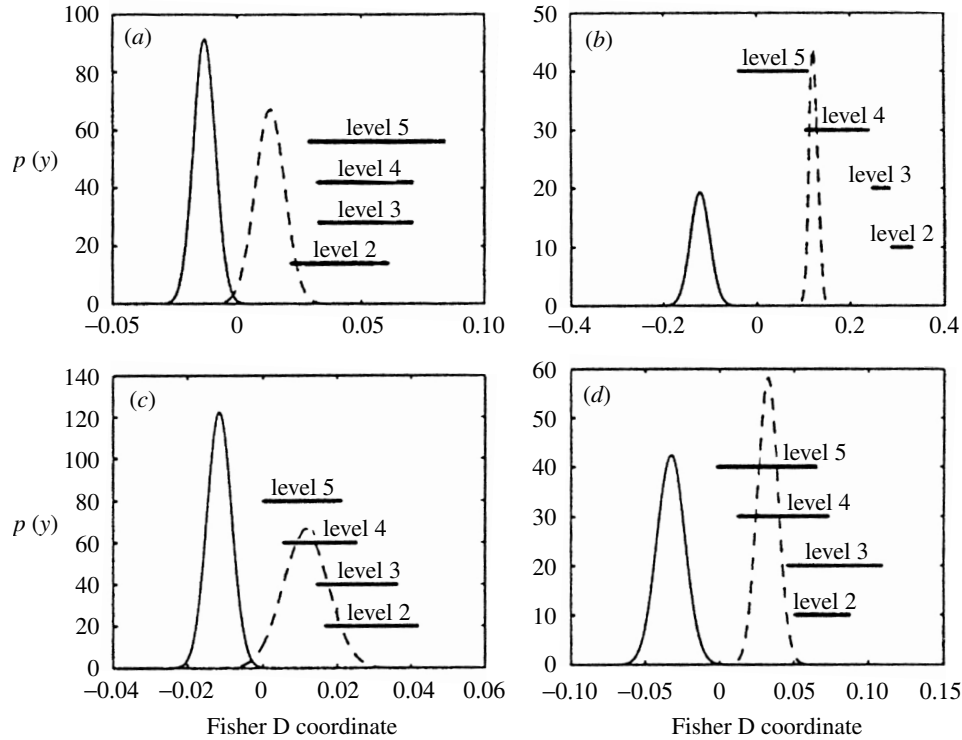 (a)
100
80
60
40
20
0
p (y)
level 5
level 4
level 3
level 2
−0.05
0
0.05
0.10
(b)
50
40
30
20
10
0
level 5
level 4
level 3
level 2
−0.4
−0.2
0
0.2
0.4
(c)
140
120
100
80
60
40
20
0
p (y)
level 5
level 4
level 3
level 2
−0.04
−0.02
0
0.02
0.04
0.06
Fisher D coordinate
(d)
60
50
40
30
20
10
0
level 5
level 4
level 3
level 2
−0.10
−0.05
0
0.05
0.10
0.15
Fisher D coordinate